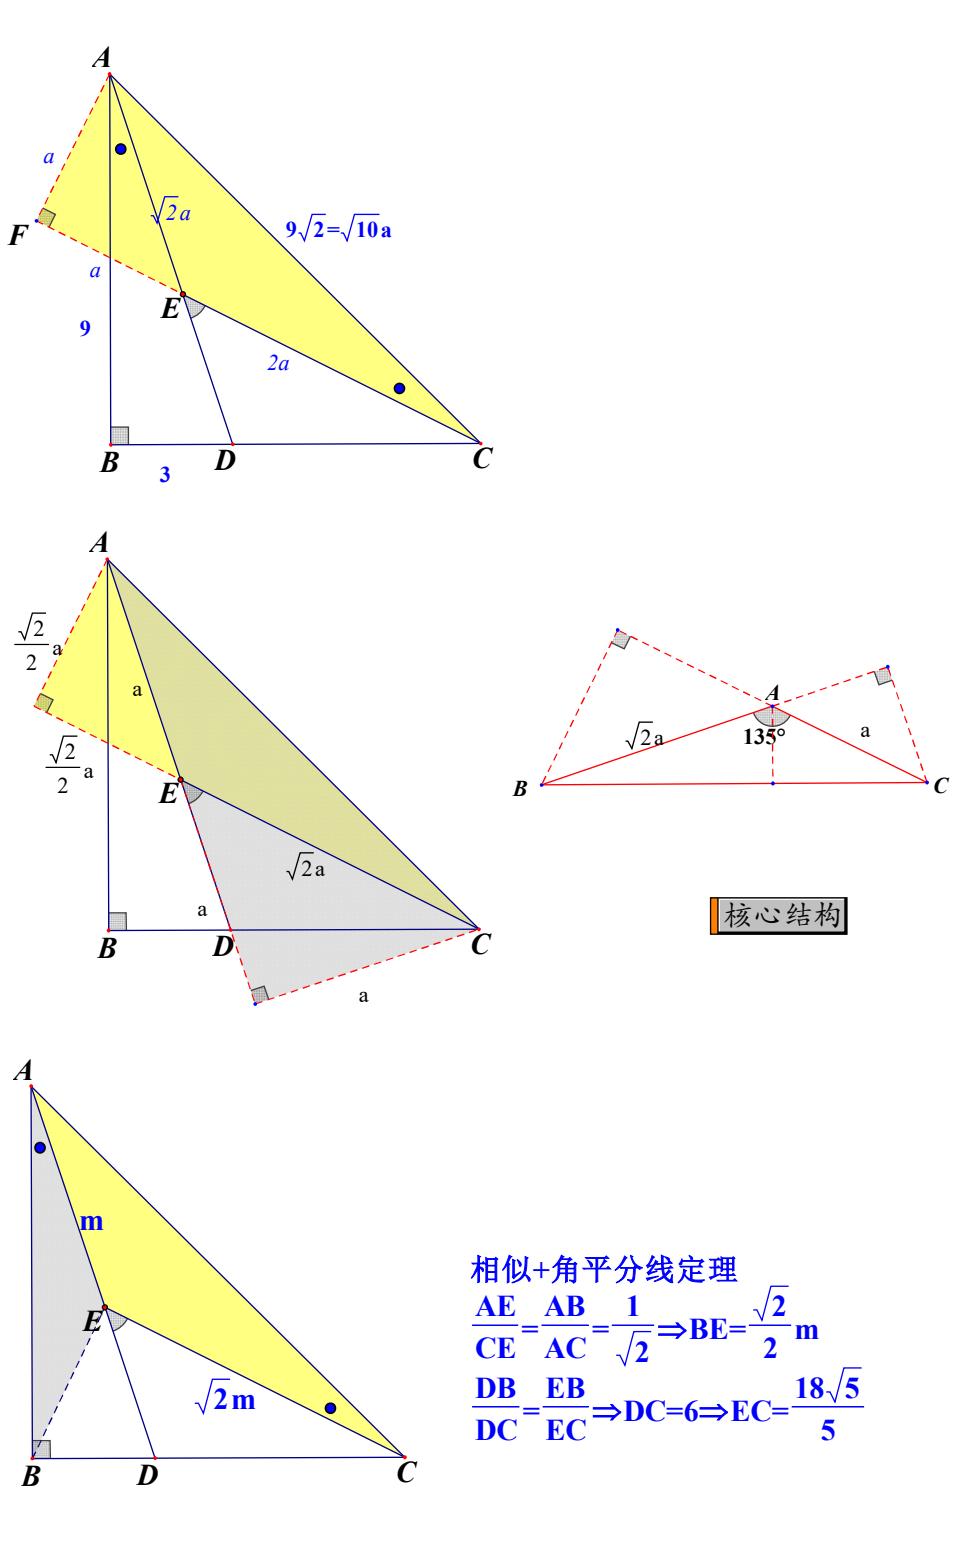 A
a
√2a
9√2=√10a
F
a
E
9
2a
B
D
C
3
A
√2/2 a
a
√2/2 a
E
√2a
a
B
D
C
a
A
√2a
135°
a
B
C
核心结构
A
m
E
√2m
B
D
C
相似+角平分线定理
AE/CE=AB/AC=1/√2⇒BE=√2/2 m
DB/DC=EB/EC⇒DC=6⇒EC=18√5/5